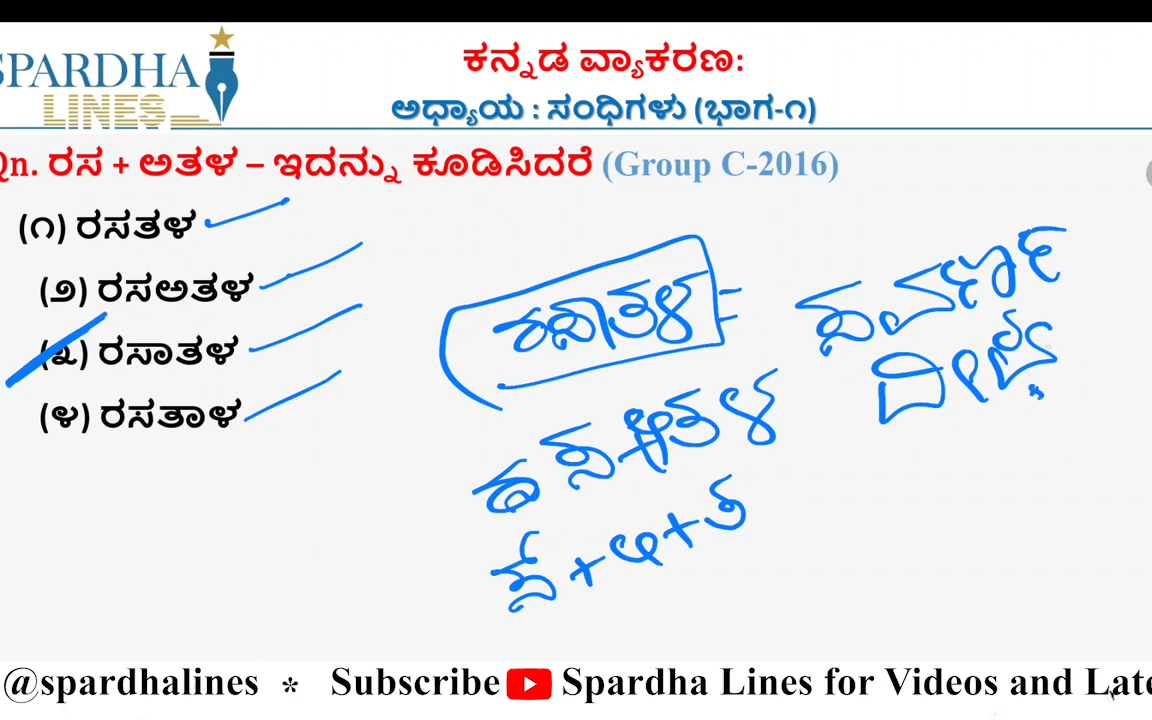 SPARDHA
LINES
ಕನ್ನಡ ವ್ಯಾಕರಣ:
ಅಧ್ಯಾಯ : ಸಂಧಿಗಳು (ಭಾಗ-೧)
Qn. ರಸ + ಅತಳ – ಇದನ್ನು ಕೂಡಿಸಿದರೆ (Group C-2016)
(೧) ರಸತಳ
(೨) ರಸಅತಳ
(೩) ರಸಾತಳ
(೪) ರಸತಾಳ
ರಸಾತಳ =
ಸವರ್ಣ
ದೀರ್ಘ
@spardhalines * Subscribe Spardha Lines for Videos and Late